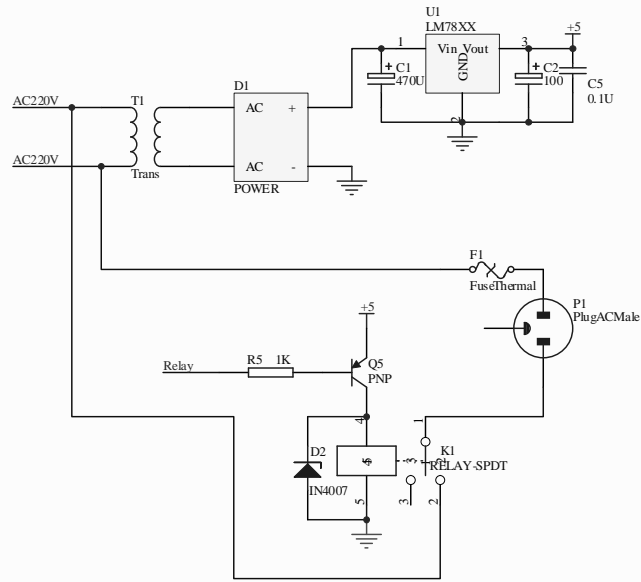 U1
LM78XX
+5
1
Vin Vout
3
GND
2
C1
470U
C2
100
C5
0.1U
D1
AC +
AC -
POWER
AC220V
T1
AC220V
Trans
F1
FuseThermal
P1
PlugACMale
+5
Relay
R5 1K
Q5
PNP
4
1
D2
IN4007
K1
RELAY-SPDT
3
5
3
2